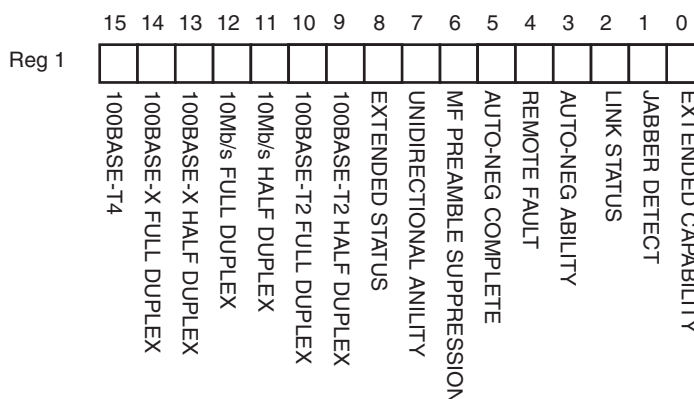 15 14 13 12 11 10 9 8 7 6 5 4 3 2 1 0
Reg 1
100BASE-T4
100BASE-X FULL DUPLEX
100BASE-X HALF DUPLEX
10Mb/s FULL DUPLEX
10Mb/s HALF DUPLEX
100BASE-T2 FULL DUPLEX
100BASE-T2 HALF DUPLEX
EXTENDED STATUS
UNIDIRECTIONAL ANILITY
MF PREAMBLE SUPPRESSION
AUTO-NEG COMPLETE
REMOTE FAULT
AUTO-NEG ABILITY
LINK STATUS
JABBER DETECT
EXTENDED CAPABILITY